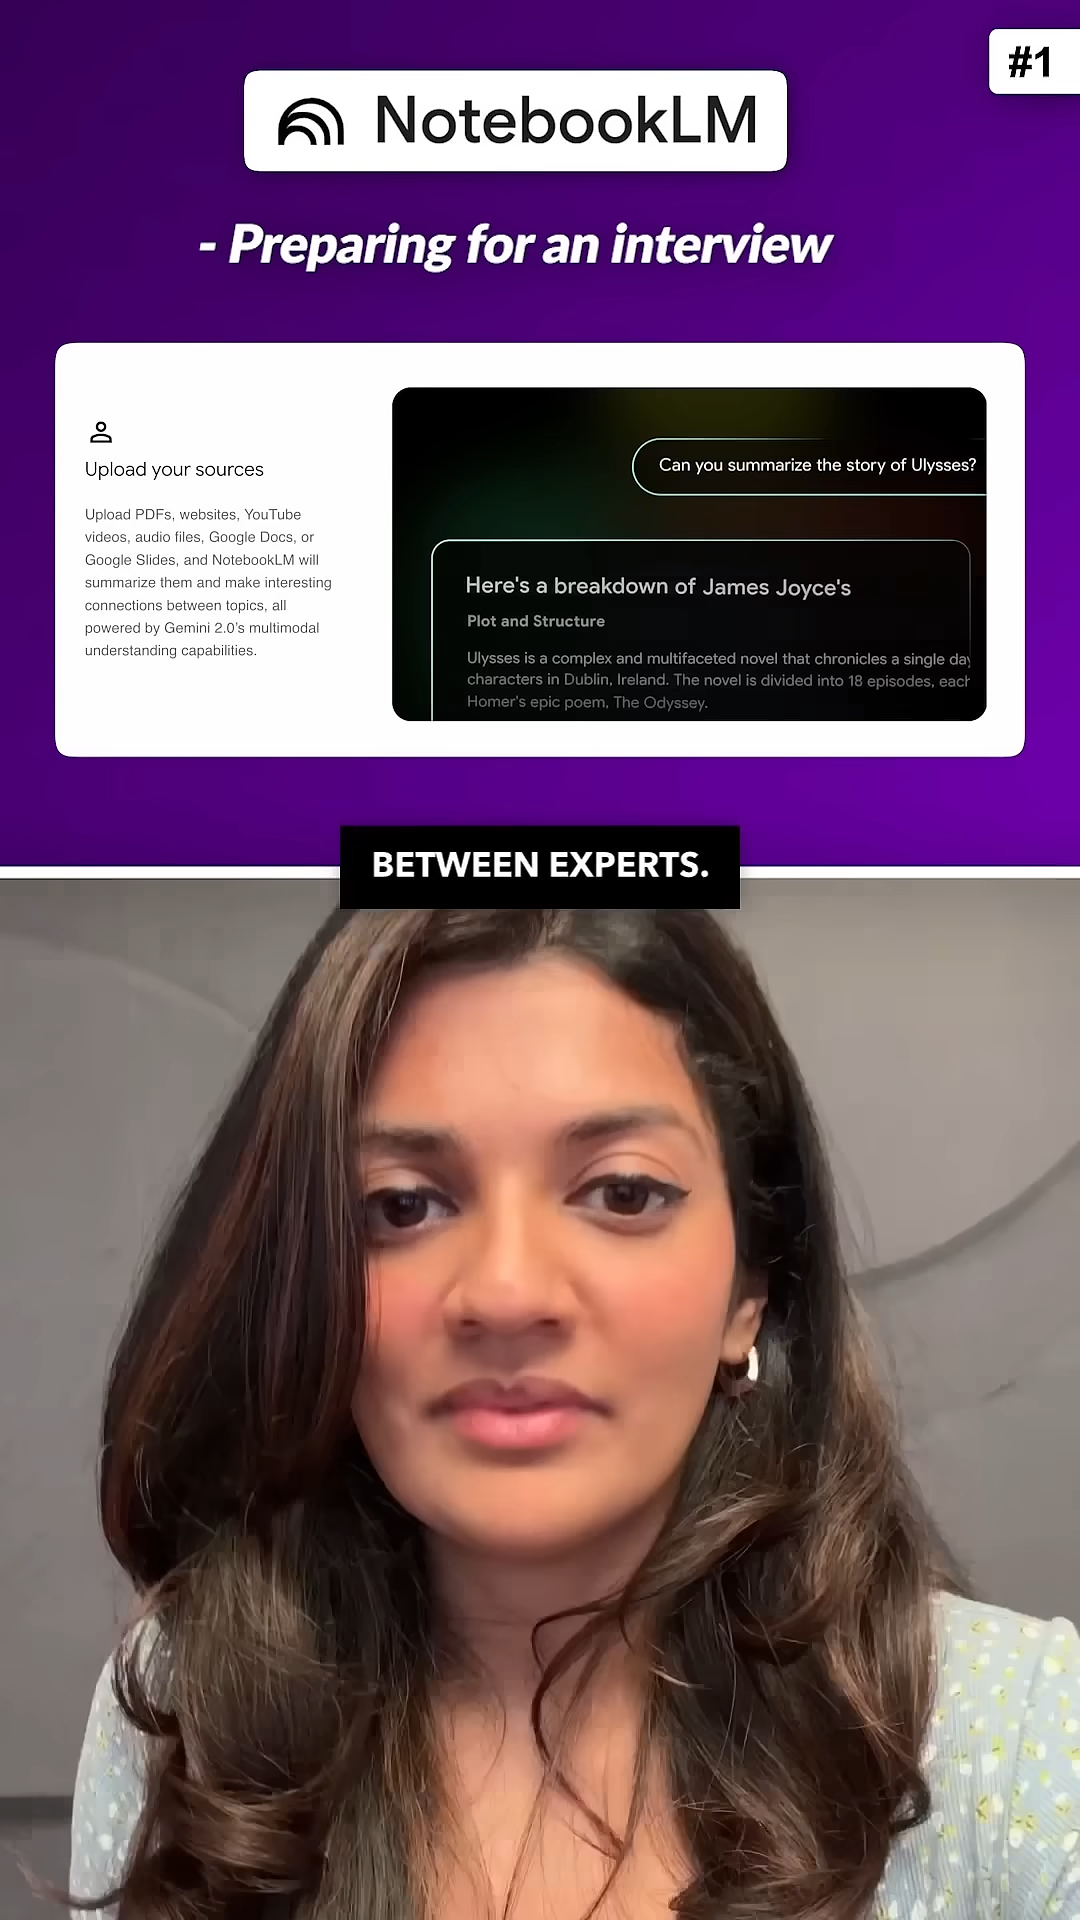 #1
NotebookLM
- Preparing for an interview
Upload your sources
Upload PDFs, websites, YouTube
videos, audio files, Google Docs, or
Google Slides, and NotebookLM will
summarize them and make interesting
connections between topics, all
powered by Gemini 2.0's multimodal
understanding capabilities.
Can you summarize the story of Ulysses?
Here's a breakdown of James Joyce's
Plot and Structure
Ulysses is a complex and multifaceted novel that chronicles a single day
characters in Dublin, Ireland. The novel is divided into 18 episodes, each
Homer's epic poem, The Odyssey.
BETWEEN EXPERTS.